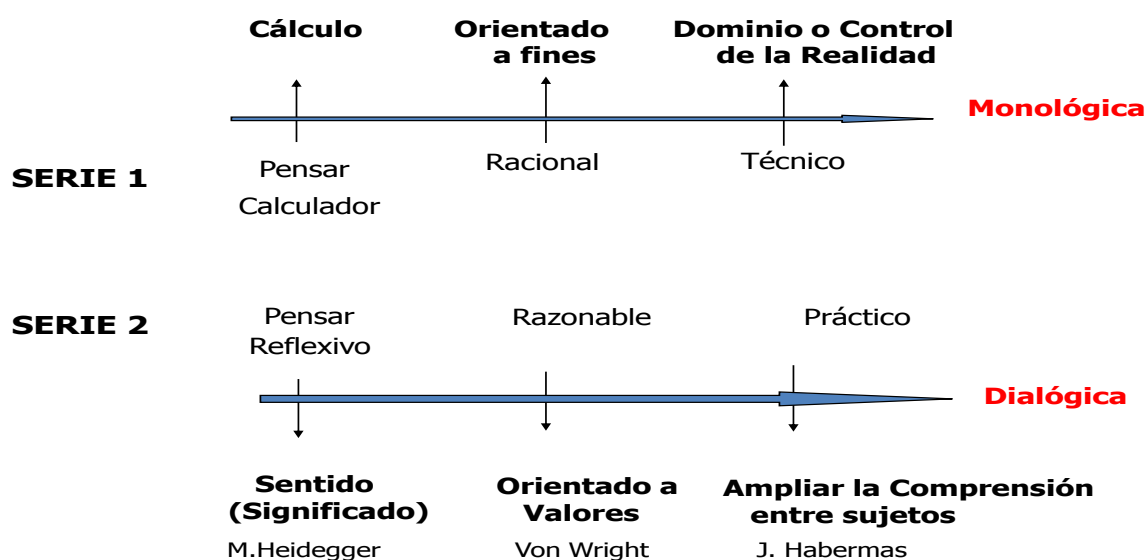 Cálculo Orientado a fines Dominio o Control de la Realidad
Monológica
SERIE 1
Pensar Calculador
Racional
Técnico
SERIE 2
Pensar Reflexivo
Razonable
Práctico
Dialógica
Sentido (Significado)
Orientado a Valores
Ampliar la Comprensión entre sujetos
M.Heidegger
Von Wright
J. Habermas